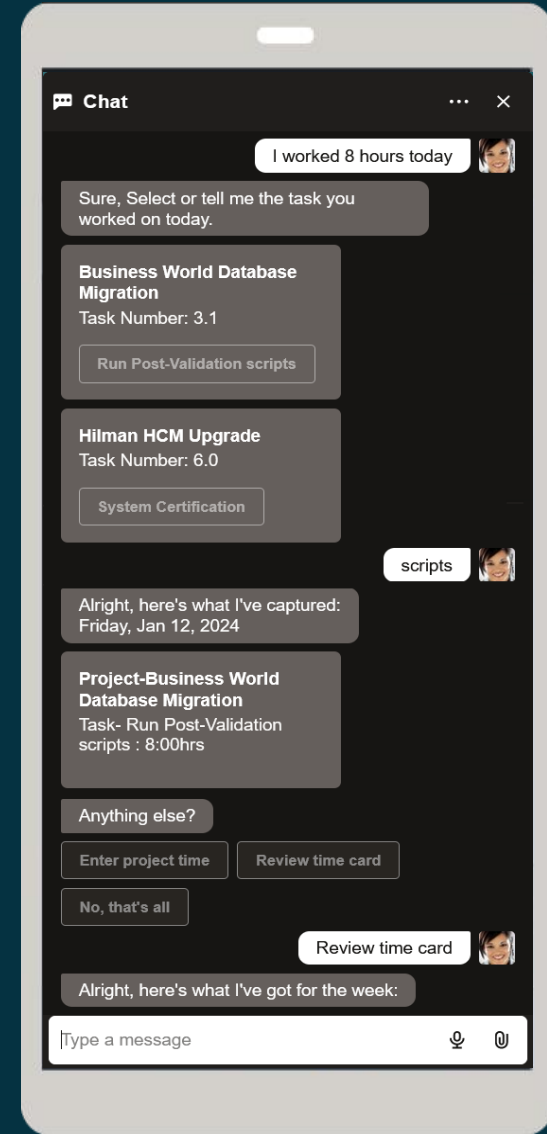 Chat
I worked 8 hours today
Sure, Select or tell me the task you
worked on today.
Business World Database
Migration
Task Number: 3.1
Run Post-Validation scripts
Hilman HCM Upgrade
Task Number: 6.0
System Certification
scripts
Alright, here's what I've captured:
Friday, Jan 12, 2024
Project-Business World
Database Migration
Task- Run Post-Validation
scripts : 8:00hrs
Anything else?
Enter project time
Review time card
No, that's all
Review time card
Alright, here's what I've got for the week:
Type a message